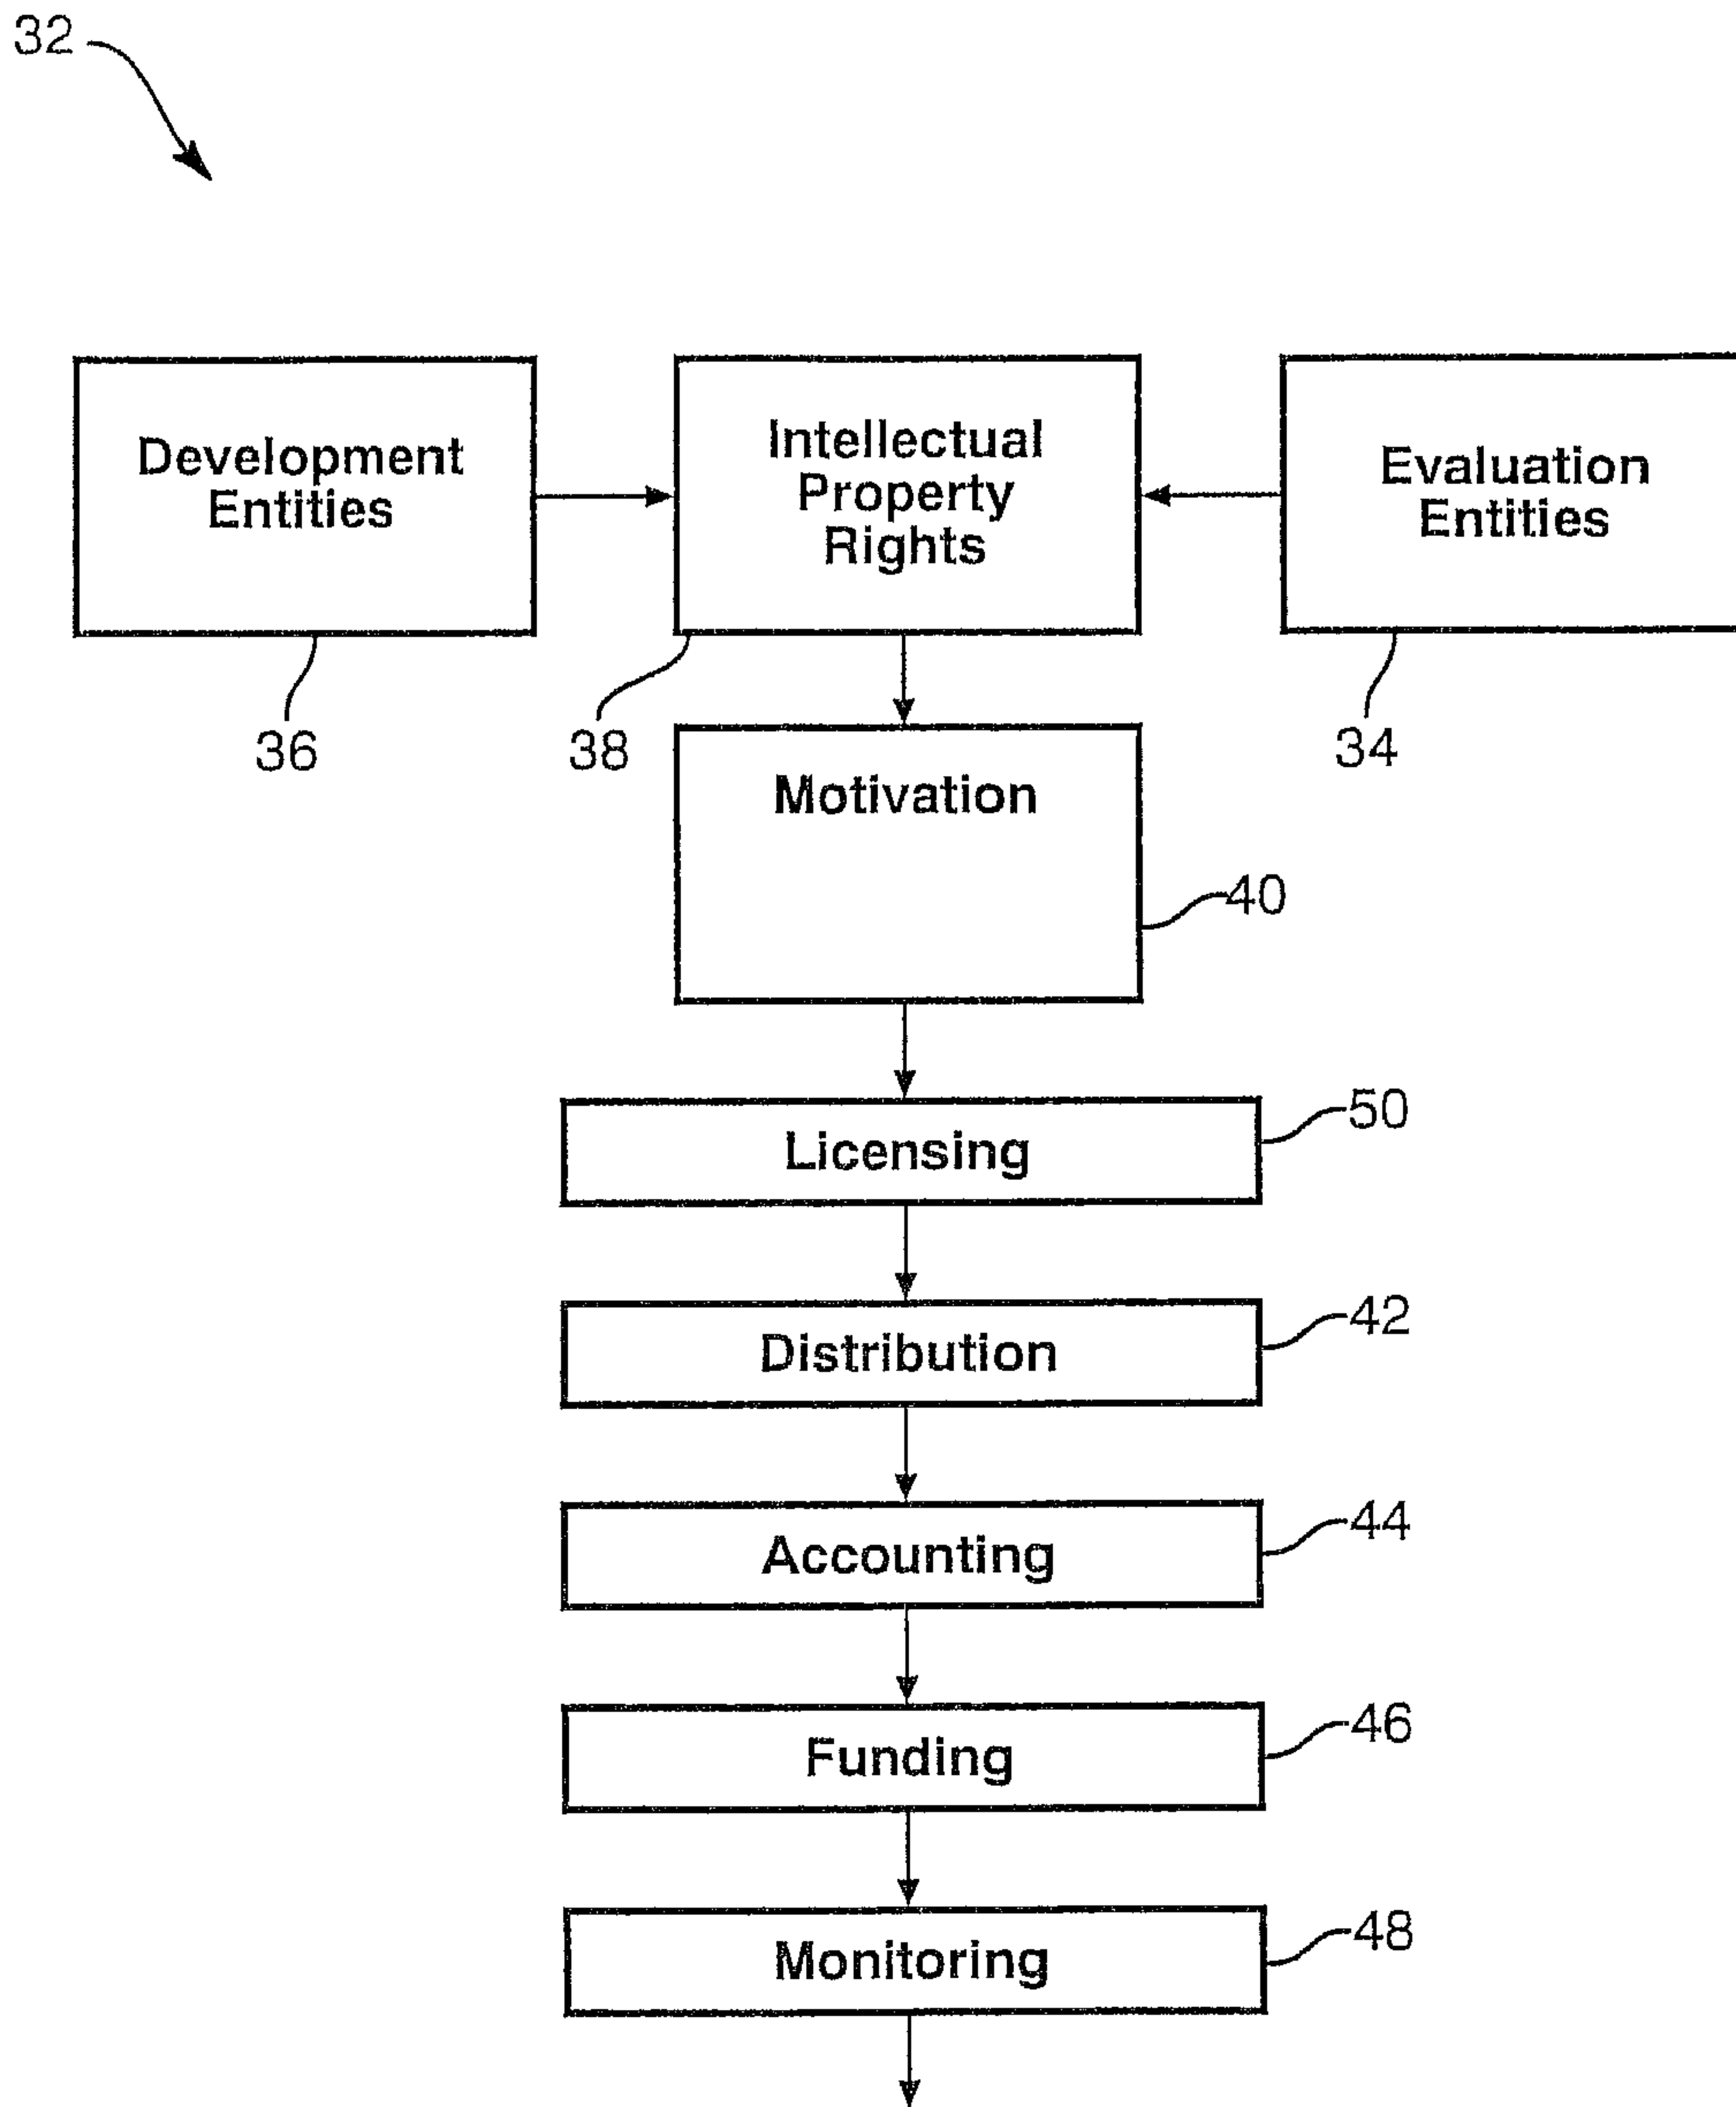 32
Development
Entities
Intellectual
Property
Rights
Evaluation
Entities
36
38
34
Motivation
40
Licensing
50
Distribution
42
Accounting
44
Funding
46
Monitoring
48